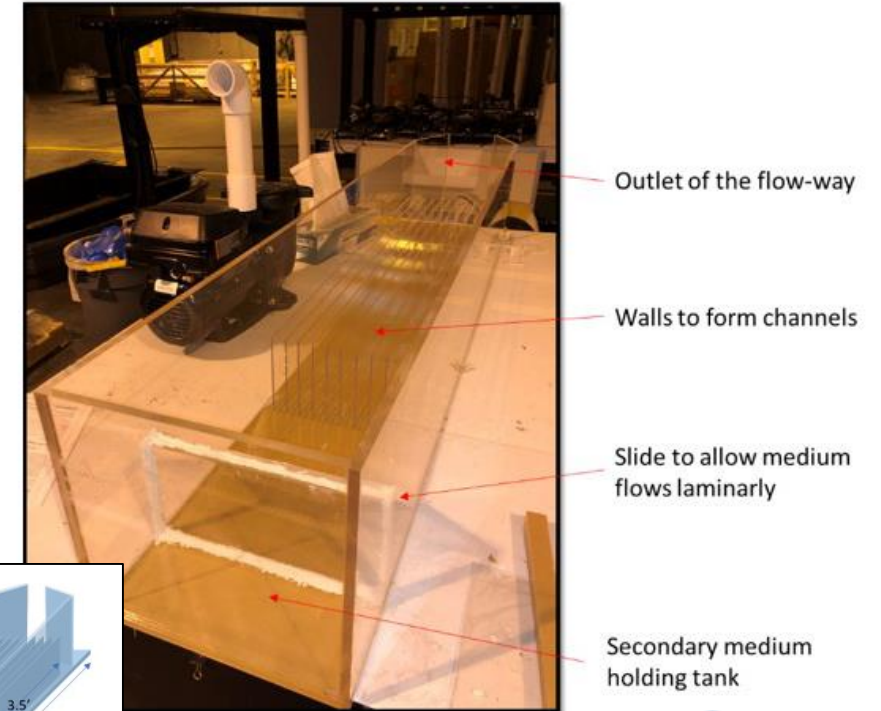 Outlet of the flow-way
Walls to form channels
Slide to allow medium
flows laminarly
Secondary medium
holding tank
3.5'